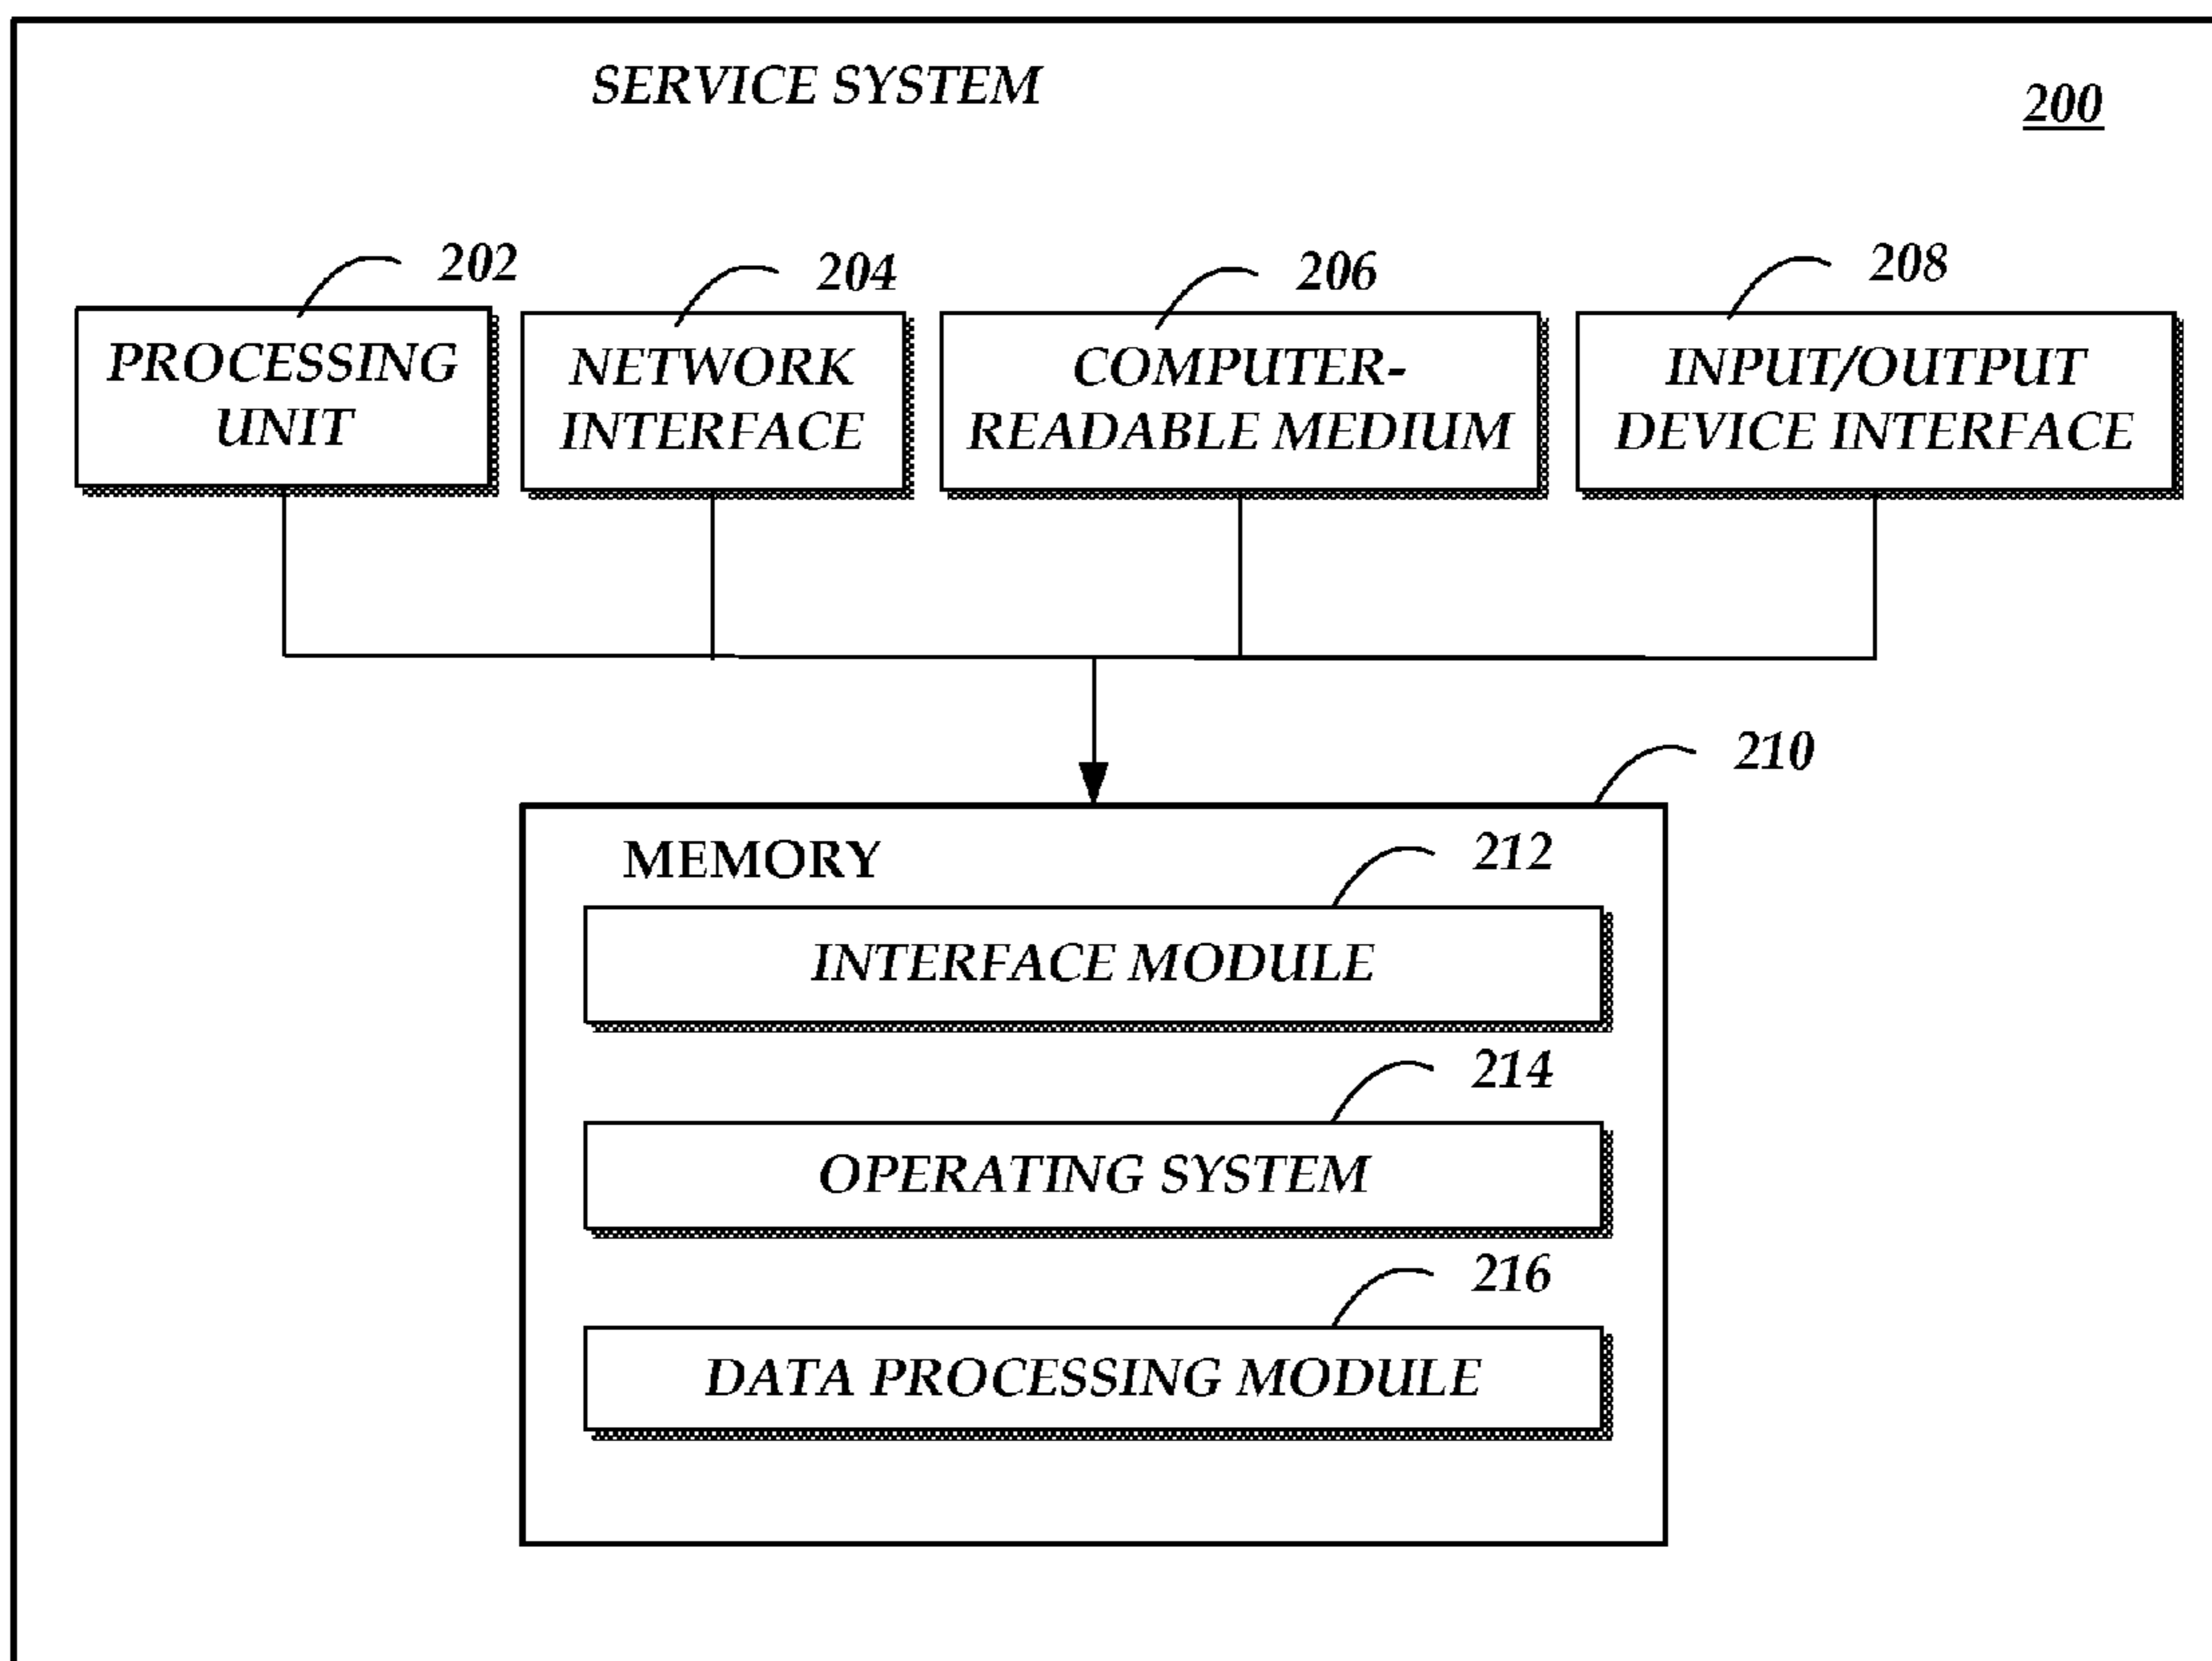 SERVICE SYSTEM
200
202
204
206
208
PROCESSING
UNIT
NETWORK
INTERFACE
COMPUTER-
READABLE MEDIUM
INPUT/OUTPUT
DEVICE INTERFACE
210
MEMORY
212
INTERFACE MODULE
214
OPERATING SYSTEM
216
DATA PROCESSING MODULE